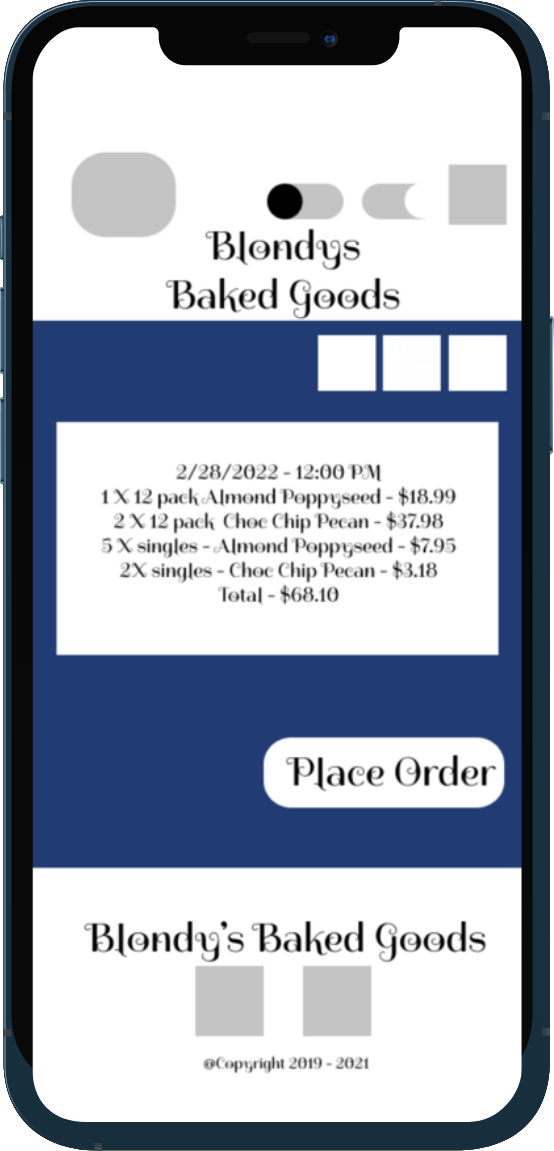 Blondys
Baked Goods
2/28/2022 - 12:00 PM
1 X 12 pack Almond Poppyseed - $18.99
2 X 12 pack Choc Chip Pecan - $37.98
5 X singles - Almond Poppyseed - $7.95
2X singles - Choc Chip Pecan - $3.18
Total - $68.10
Place Order
Blondy's Baked Goods
@Copyright 2019 - 2021